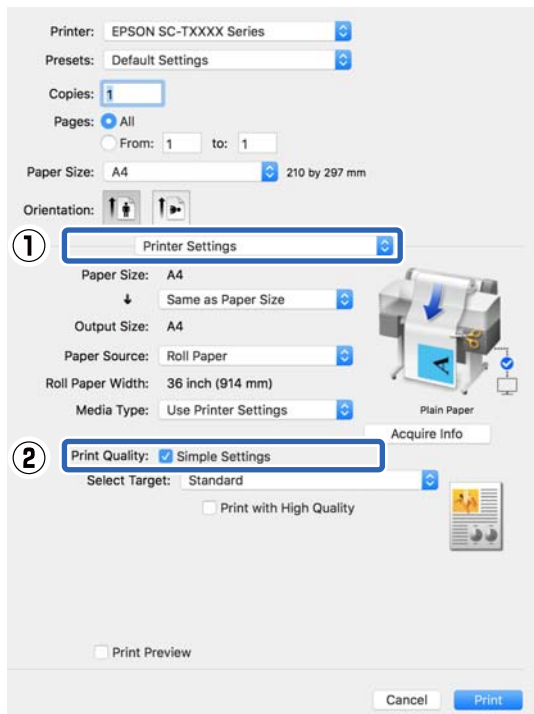 Printer: EPSON SC-TXXXX Series
Presets: Default Settings
Copies: 1
Pages: All
From: 1 to: 1
Paper Size: A4 210 by 297 mm
Orientation:
1 Printer Settings
Paper Size: A4
Same as Paper Size
Output Size: A4
Paper Source: Roll Paper
Roll Paper Width: 36 inch (914 mm)
Media Type: Use Printer Settings
Plain Paper
Acquire Info
2 Print Quality: Simple Settings
Select Target: Standard
Print with High Quality
Print Preview
Cancel Print